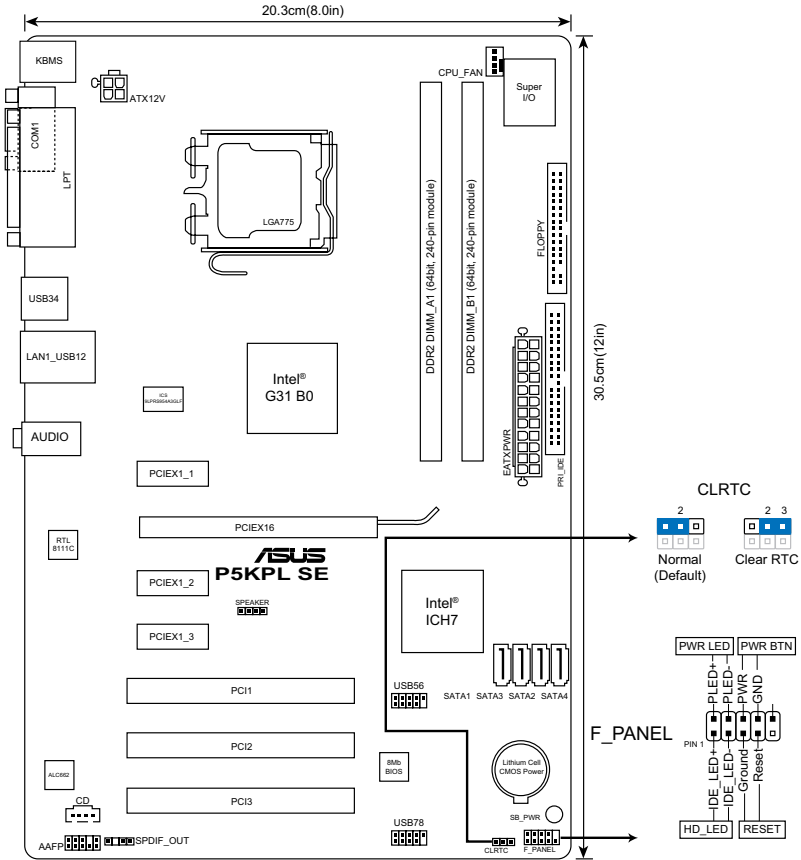 20.3cm(8.0in)
KBMS
ATX12V
CPU_FAN
Super
I/O
COM1
LPT
LGA775
DDR2 DIMM_A1 (64bit, 240-pin module)
DDR2 DIMM_B1 (64bit, 240-pin module)
FLOPPY
30.5cm(12in)
USB34
LAN1_USB12
Intel®
G31 B0
ICS
9LPRS954A3GLF
EATXPWR
PRI_IDE
AUDIO
PCIEX1_1
CLRTC
2
2 3
Normal
(Default)
Clear RTC
PCIEX16
RTL
8111C
ASUS
P5KPL SE
PCIEX1_2
SPEAKER
Intel®
ICH7
PCIEX1_3
SATA1 SATA3 SATA2 SATA4
PCI1
USB56
PWR LED
PWR BTN
PLED+
PLED-
PWR
GND
F_PANEL
PIN 1
IDE_LED+
IDE_LED-
Ground
Reset
HD_LED
RESET
PCI2
8Mb
BIOS
Lithium Cell
CMOS Power
ALC662
CD
PCI3
SB_PWR
USB78
AAFP
SPDIF_OUT
CLRTC
F_PANEL